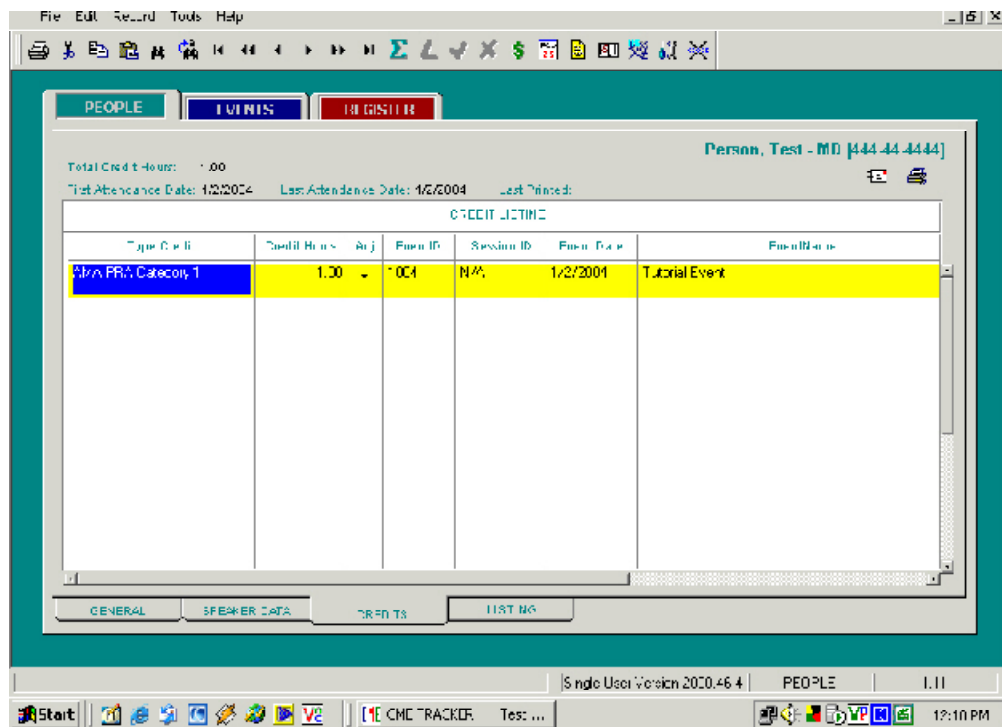 File Edit Record Tools Help
PEOPLE EVENTS REGISTER
Person, Test - MD [444-44-4444]
Total Credit Hours: 1.00
First Attendance Date: 1/2/2004 Last Attendance Date: 1/2/2004 Last Printed:
CREDIT LISTING
Type Credit Credit Hours Adj Event ID Session ID Event Date Event Name
AMA PRA Category 1 1.00 1004 N/A 1/2/2004 Tutorial Event
GENERAL SPEAKER DATA CREDITS LISTING
Single User Version 2000.46.4 PEOPLE
Start CME TRACKER Test ... 12:10 PM